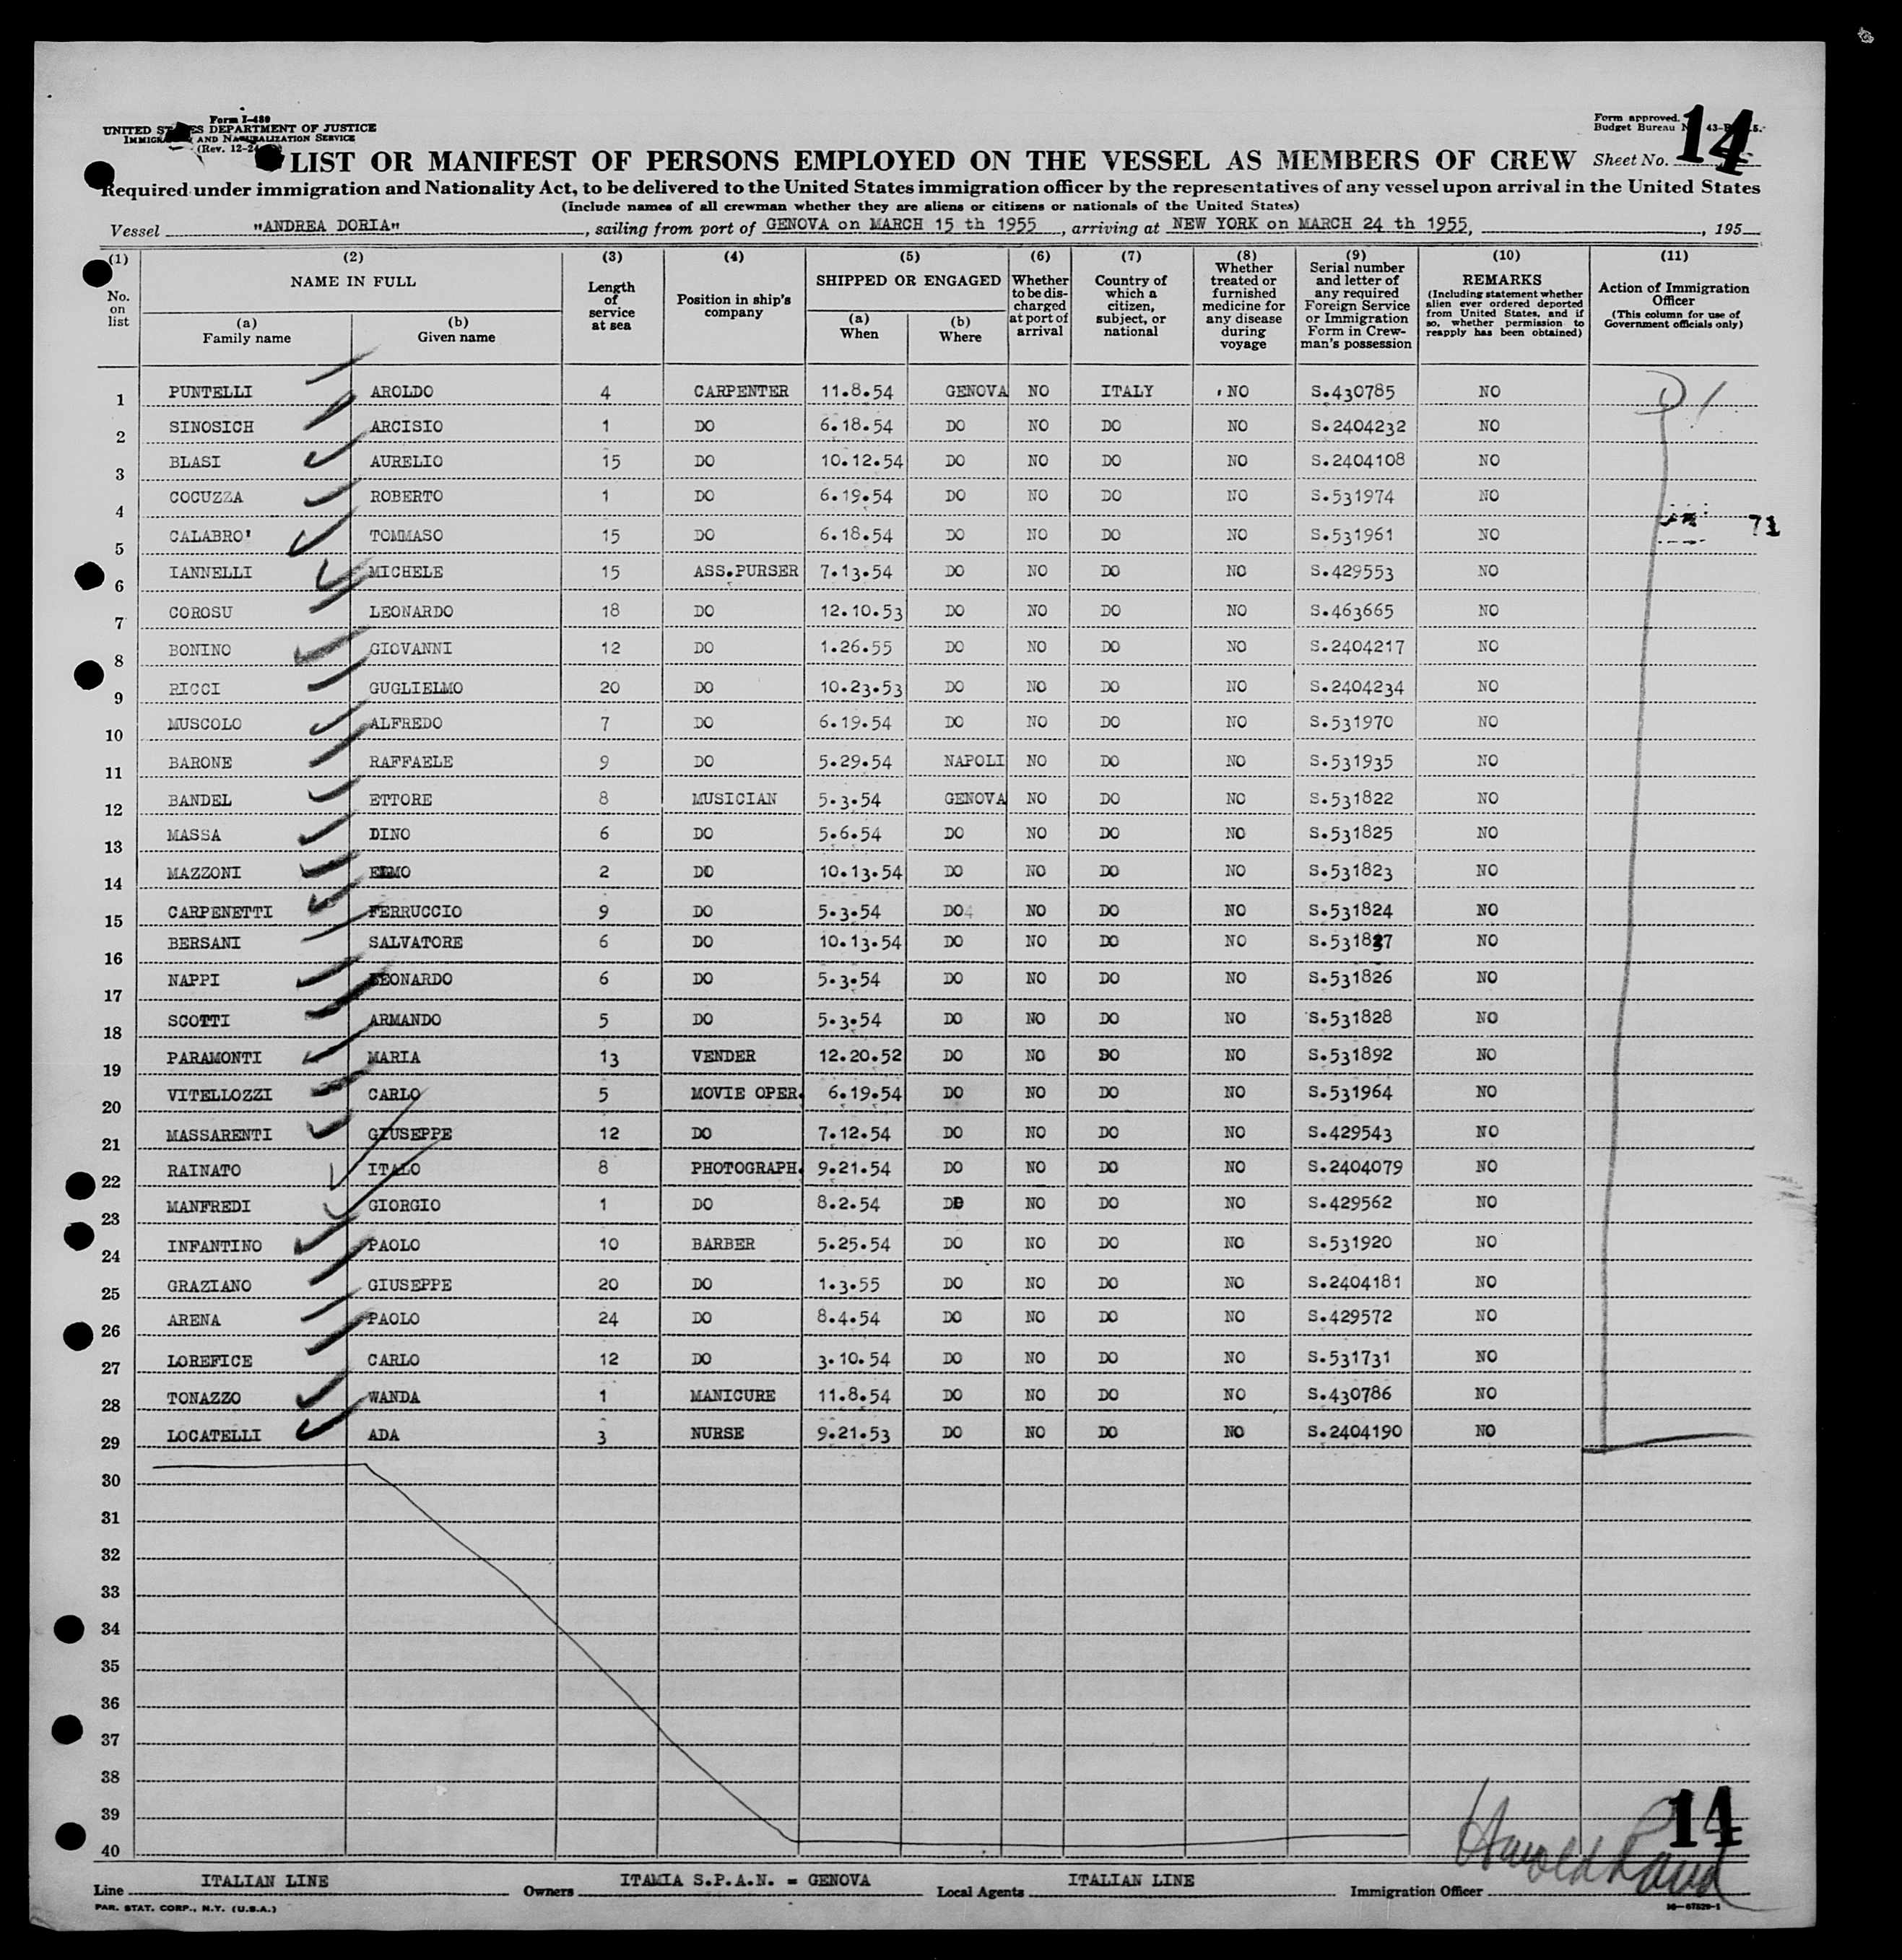 Form I-480
UNITED STATES DEPARTMENT OF JUSTICE
IMMIGRATION AND NATURALIZATION SERVICE
(Rev. 12-24
Form approved.
Budget Bureau No. 43-
LIST OR MANIFEST OF PERSONS EMPLOYED ON THE VESSEL AS MEMBERS OF CREW
Sheet No. 14
Required under immigration and Nationality Act, to be delivered to the United States immigration officer by the representatives of any vessel upon arrival in the United States
(Include names of all crewman whether they are aliens or citizens or nationals of the United States)
Vessel "ANDREA DORIA", sailing from port of GENOVA on MARCH 15 th 1955, arriving at NEW YORK on MARCH 24 th 1955, , 195
(1) No. on list
(2) NAME IN FULL
(a) Family name
(b) Given name
(3) Length of service at sea
(4) Position in ship's company
(5) SHIPPED OR ENGAGED
(a) When
(b) Where
(6) Whether to be discharged at port of arrival
(7) Country of which a citizen, subject, or national
(8) Whether treated or furnished medicine for any disease during voyage
(9) Serial number and letter of any required Foreign Service or Immigration Form in Crewman's possession
(10) REMARKS (Including statement whether alien ever ordered deported from United States, and if so, whether permission to reapply has been obtained)
(11) Action of Immigration Officer (This column for use of Government officials only)
1 PUNTELLI AROLDO 4 CARPENTER 11.8.54 GENOVA NO ITALY NO S.430785 NO
2 SINOSICH ARCISIO 1 DO 6.18.54 DO NO DO NO S.2404232 NO
3 BLASI AURELIO 15 DO 10.12.54 DO NO DO NO S.2404108 NO
4 COCUZZA ROBERTO 1 DO 6.19.54 DO NO DO NO S.531974 NO
71
5 CALABRO' TOMMASO 15 DO 6.18.54 DO NO DO NO S.531961 NO
6 IANNELLI MICHELE 15 ASS.PURSER 7.13.54 DO NO DO NO S.429553 NO
7 COROSU LEONARDO 18 DO 12.10.53 DO NO DO NO S.463665 NO
8 BONINO GIOVANNI 12 DO 1.26.55 DO NO DO NO S.2404217 NO
9 RICCI GUGLIELMO 20 DO 10.23.53 DO NO DO NO S.2404234 NO
10 MUSCOLO ALFREDO 7 DO 6.19.54 DO NO DO NO S.531970 NO
11 BARONE RAFFAELE 9 DO 5.29.54 NAPOLI NO DO NO S.531935 NO
12 BANDEL ETTORE 8 MUSICIAN 5.3.54 GENOVA NO DO NO S.531822 NO
13 MASSA DINO 6 DO 5.6.54 DO NO DO NO S.531825 NO
14 MAZZONI ELMO 2 DO 10.13.54 DO NO DO NO S.531823 NO
15 CARPENETTI FERRUCCIO 9 DO 5.3.54 DO NO DO NO S.531824 NO
16 BERSANI SALVATORE 6 DO 10.13.54 DO NO DO NO S.531827 NO
17 NAPPI LEONARDO 6 DO 5.3.54 DO NO DO NO S.531826 NO
18 SCOTTI ARMANDO 5 DO 5.3.54 DO NO DO NO S.531828 NO
19 PARAMONTI MARIA 13 VENDER 12.20.52 DO NO DO NO S.531892 NO
20 VITELLOZZI CARLO 5 MOVIE OPER. 6.19.54 DO NO DO NO S.531964 NO
21 MASSARENTI GIUSEPPE 12 DO 7.12.54 DO NO DO NO S.429543 NO
22 RAINATO ITALO 8 PHOTOGRAPH. 9.21.54 DO NO DO NO S.2404079 NO
23 MANFREDI GIORGIO 1 DO 8.2.54 DO NO DO NO S.429562 NO
24 INFANTINO PAOLO 10 BARBER 5.25.54 DO NO DO NO S.531920 NO
25 GRAZIANO GIUSEPPE 20 DO 1.3.55 DO NO DO NO S.2404181 NO
26 ARENA PAOLO 24 DO 8.4.54 DO NO DO NO S.429572 NO
27 LOREFICE CARLO 12 DO 3.10.54 DO NO DO NO S.531731 NO
28 TONAZZO WANDA 1 MANICURE 11.8.54 DO NO DO NO S.430786 NO
29 LOCATELLI ADA 3 NURSE 9.21.53 DO NO DO NO S.2404190 NO
30
31
32
33
34
35
36
37
38
39
40
14
Line ITALIAN LINE Owners ITAMIA S.P.A.N. = GENOVA Local Agents ITALIAN LINE Immigration Officer
PAR. STAT. CORP., N.Y. (U.S.A.)
16—67829-1